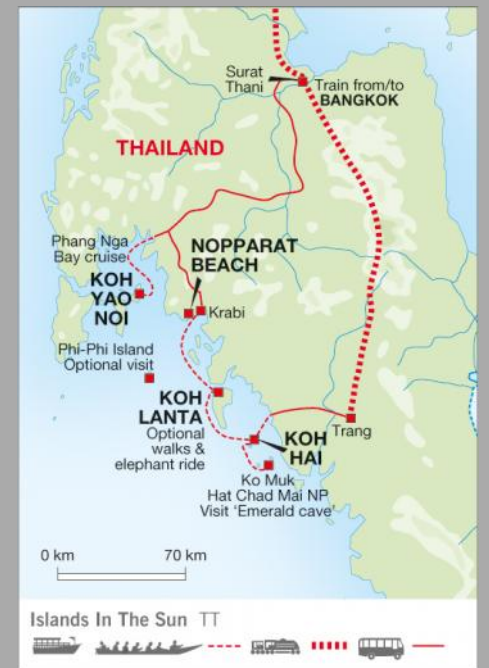 Surat
Thani
Train from/to
BANGKOK
THAILAND
Phang Nga
Bay cruise
NOPPARAT
BEACH
KOH
YAO
NOI
Krabi
Phi-Phi Island
Optional visit
KOH
LANTA
Optional
walks &
elephant ride
KOH
HAI
Trang
Ko Muk
Hat Chad Mai NP
Visit ‘Emerald cave’
0 km
70 km
Islands In The Sun TT